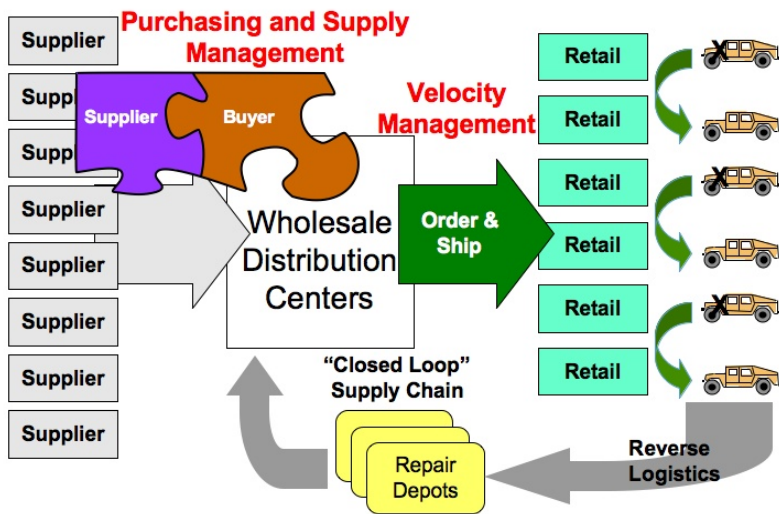 Purchasing and Supply
Management
Supplier
Suppl
Suppl
Supplier
Supplier
Supplier
Supplier
Supplier
Supplier
Buyer
Wholesale
Distribution
Centers
Velocity
Management
Order &
Ship
Retail
Retail
Retail
Retail
Retail
Retail
“Closed Loop”
Supply Chain
Repair
Depots
Reverse
Logistics